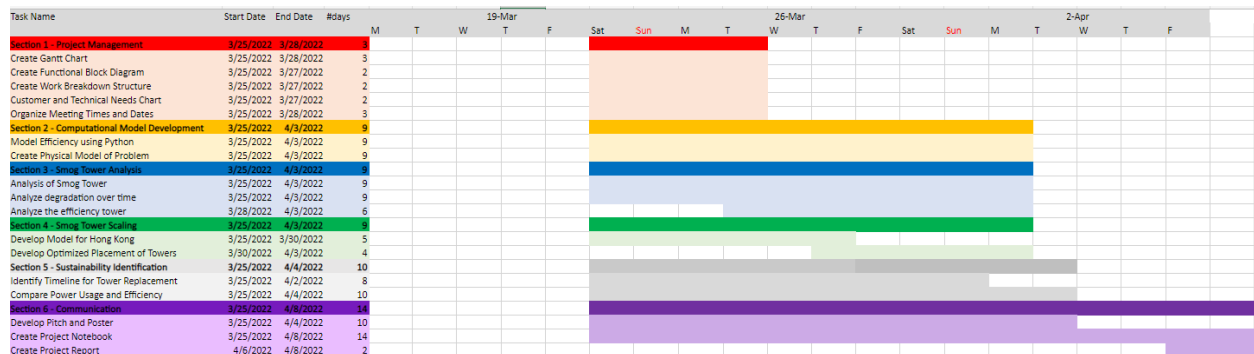 Task Name Start Date End Date #days 19-Mar 26-Mar 2-Apr
M T W T F Sat Sun M T W T F Sat Sun M T W T F
Section 1 - Project Management 3/25/2022 3/28/2022 3
Create Gantt Chart 3/25/2022 3/28/2022 3
Create Functional Block Diagram 3/25/2022 3/27/2022 2
Create Work Breakdown Structure 3/25/2022 3/27/2022 2
Customer and Technical Needs Chart 3/25/2022 3/27/2022 2
Organize Meeting Times and Dates 3/25/2022 3/28/2022 3
Section 2 - Computational Model Development 3/25/2022 4/3/2022 9
Model Efficiency using Python 3/25/2022 4/3/2022 9
Create Physical Model of Problem 3/25/2022 4/3/2022 9
Section 3 - Smog Tower Analysis 3/25/2022 4/3/2022 9
Analysis of Smog Tower 3/25/2022 4/3/2022 9
Analyze degradation over time 3/25/2022 4/3/2022 9
Analyze the efficiency tower 3/28/2022 4/3/2022 6
Section 4 - Smog Tower Scaling 3/25/2022 4/3/2022 9
Develop Model for Hong Kong 3/25/2022 3/30/2022 5
Develop Optimized Placement of Towers 3/30/2022 4/3/2022 4
Section 5 - Sustainability Identification 3/25/2022 4/4/2022 10
Identify Timeline for Tower Replacement 3/25/2022 4/2/2022 8
Compare Power Usage and Efficiency 3/25/2022 4/4/2022 10
Section 6 - Communication 3/25/2022 4/8/2022 14
Develop Pitch and Poster 3/25/2022 4/4/2022 10
Create Project Notebook 3/25/2022 4/8/2022 14
Create Project Report 4/6/2022 4/8/2022 2